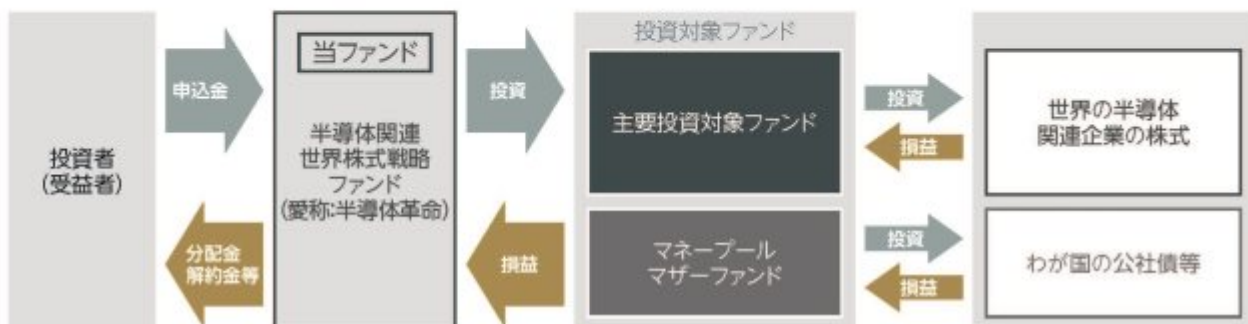 投資者
(受益者)
申込金
分配金
解約金等
当ファンド
半導体関連
世界株式戦略
ファンド
(愛称:半導体革命)
投資
損益
投資対象ファンド
主要投資対象ファンド
マネープール
マザーファンド
投資
損益
投資
損益
世界の半導体
関連企業の株式
わが国の公社債等